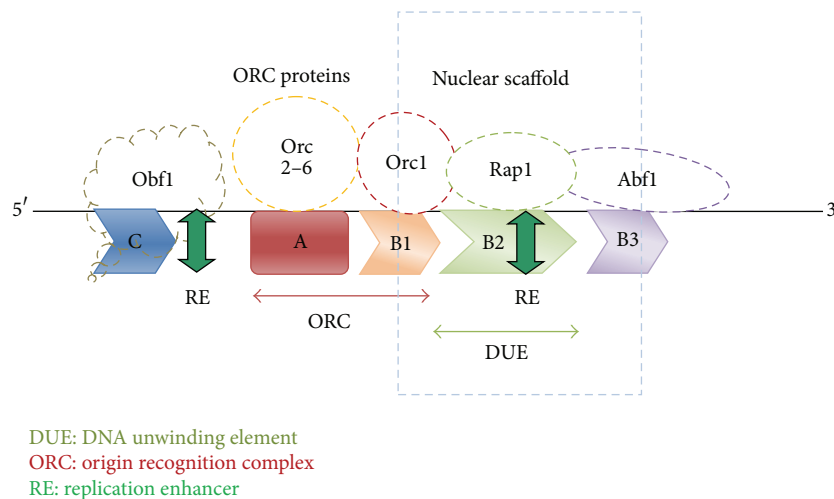 ORC proteins
Nuclear scaffold
Orc
2–6
Orc1
Obf1
Rap1
Abf1
5′
3
C
A
B1
B2
B3
RE
RE
ORC
DUE
DUE: DNA unwinding element
ORC: origin recognition complex
RE: replication enhancer